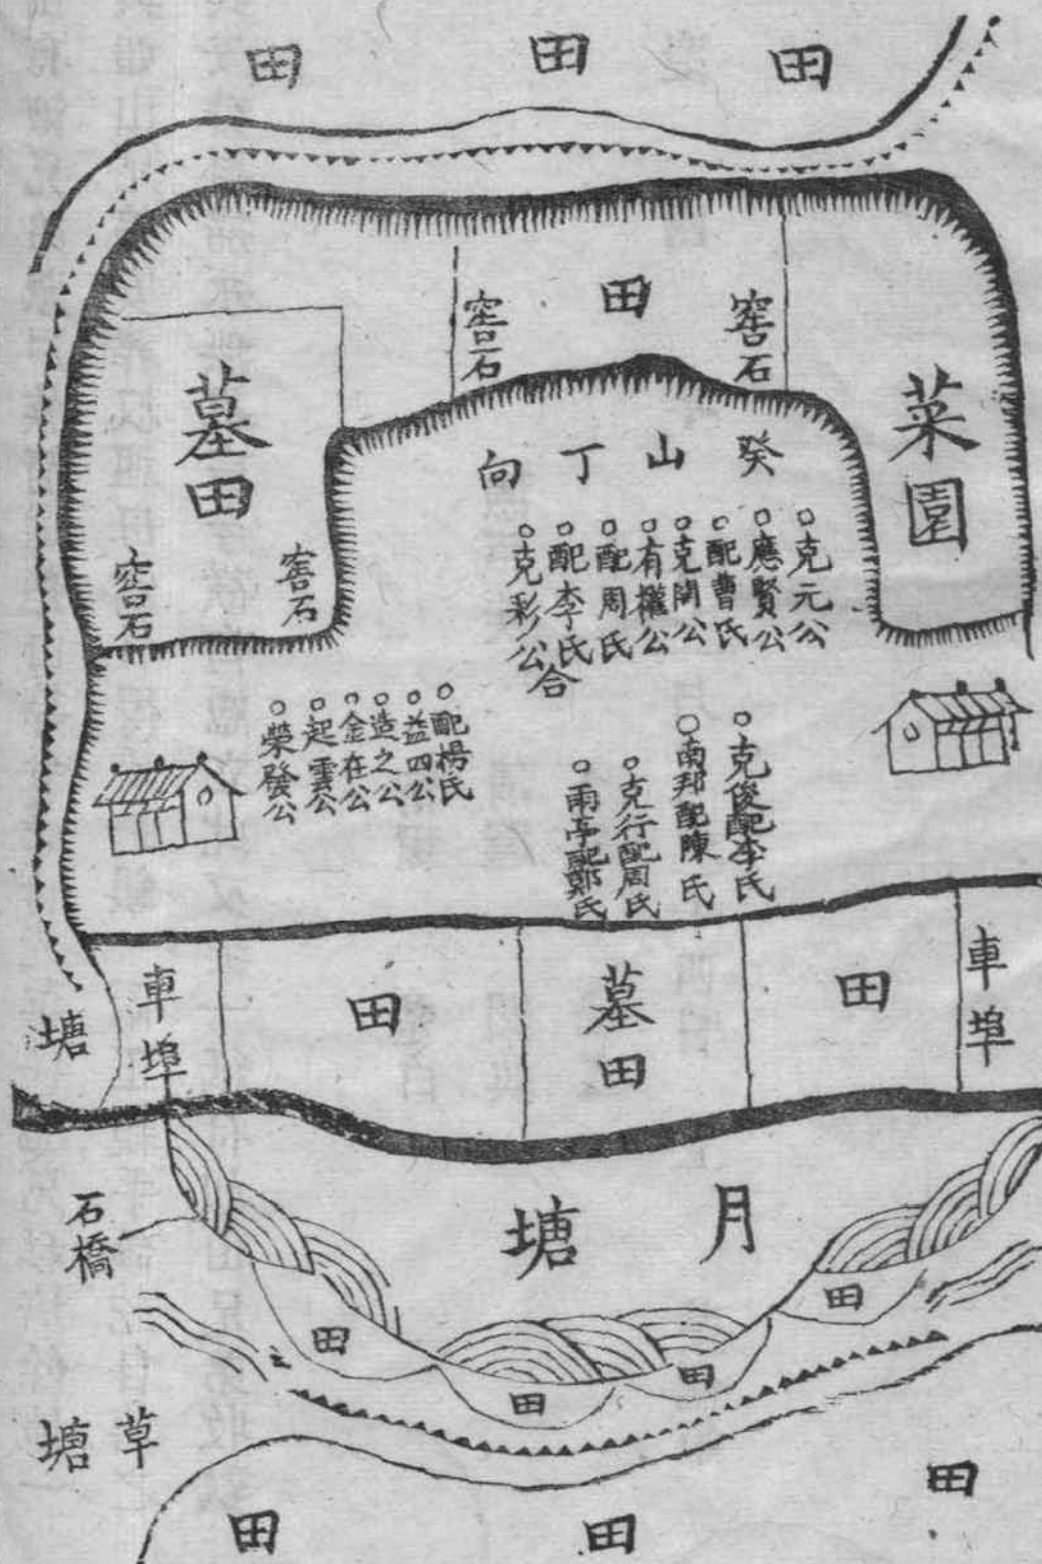 田
田
田
田
窖石
窖石
菜園
墓田
窖石
窖石
癸山丁向
克元公
應賢公
配曹氏
克開公
有權公
配周氏
配李氏合
克彩公
克俊配李氏
南邦配陳氏
克行配周氏
雨亭配鄭氏
配楊氏
益四公
造之公
金在公
起雲公
榮發公
車埠
田
墓田
田
車埠
塘
月塘
石橋
田
田
田
田
草塘
田
田
田